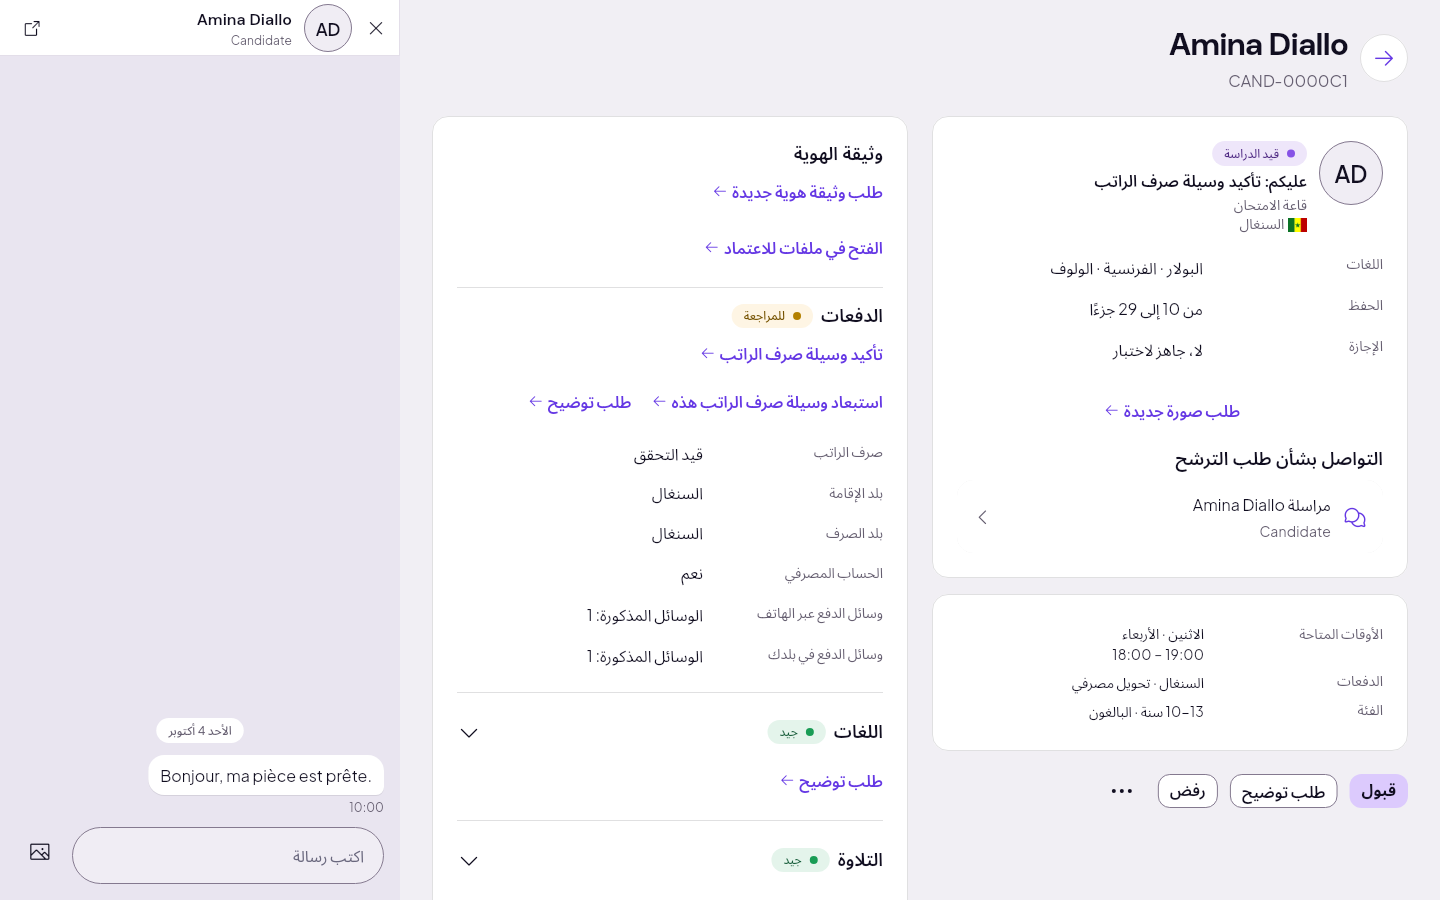 Amina Diallo
CAND-0000C1
AD
قيد الدراسة
عليكم: تأكيد وسيلة صرف الراتب
قاعة الامتحان
السنغال
اللغات
البولار · الفرنسية · الولوف
الحفظ
من 10 إلى 29 جزءًا
الإجازة
لا، جاهز لاختبار
طلب صورة جديدة
التواصل بشأن طلب الترشح
مراسلة Amina Diallo
Candidate
الأوقات المتاحة
الاثنين · الأربعاء
18:00 – 19:00
الدفعات
السنغال · تحويل مصرفي
الفئة
10–13 سنة · البالغون
قبول
طلب توضيح
رفض
وثيقة الهوية
طلب وثيقة هوية جديدة
الفتح في ملفات للاعتماد
الدفعات
للمراجعة
تأكيد وسيلة صرف الراتب
استبعاد وسيلة صرف الراتب هذه
طلب توضيح
صرف الراتب
قيد التحقق
بلد الإقامة
السنغال
بلد الصرف
السنغال
الحساب المصرفي
نعم
وسائل الدفع عبر الهاتف
الوسائل المذكورة: 1
وسائل الدفع في بلدك
الوسائل المذكورة: 1
اللغات
جيد
طلب توضيح
التلاوة
جيد
AD
Amina Diallo
Candidate
الأحد 4 أكتوبر
Bonjour, ma pièce est prête.
10:00
اكتب رسالة